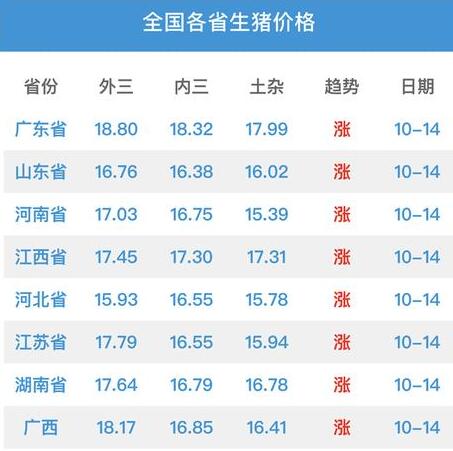 全国各省生猪价格
省份 外三 内三 土杂 趋势 日期
广东省 18.80 18.32 17.99 涨 10-14
山东省 16.76 16.38 16.02 涨 10-14
河南省 17.03 16.75 15.39 涨 10-14
江西省 17.45 17.30 17.31 涨 10-14
河北省 15.93 16.55 15.78 涨 10-14
江苏省 17.79 16.55 15.94 涨 10-14
湖南省 17.64 16.79 16.78 涨 10-14
广西 18.17 16.85 16.41 涨 10-14